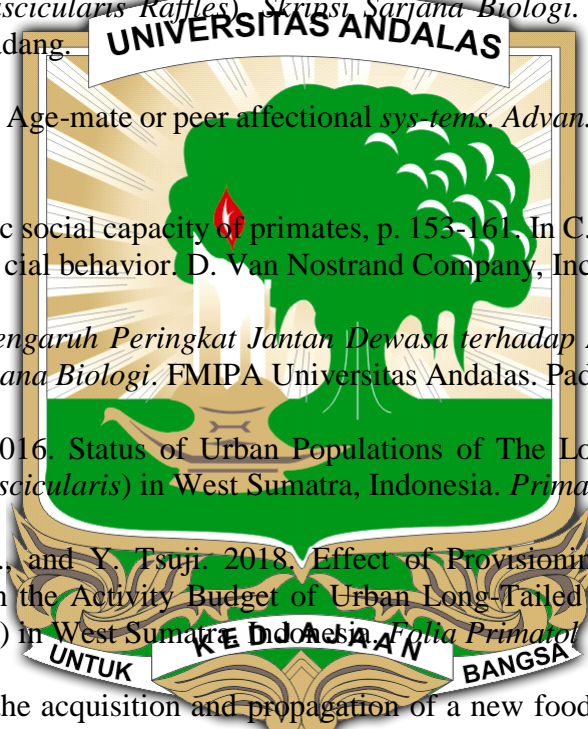 ascicularis Raffles). Skripsi Sarjana Biologi.
adang.
UNIVERSITAS ANDALAS
Age-mate or peer affectional sys-tems. Advan.
c social capacity of primates, p. 153-161. In C.
cial behavior. D. Van Nostrand Company, Inc
engaruh Peringkat Jantan Dewasa terhadap
ana Biologi. FMIPA Universitas Andalas. Pad
016. Status of Urban Populations of The Lo
scicularis) in West Sumatra, Indonesia. Prima
., and Y. Tsuji. 2018. Effect of Provisionin
n the Activity Budget of Urban Long-Tailed
) in West Sumatra, Indonesia. Folia Primatol
UNTUK KEDJAJAAN BANGSA
the acquisition and propagation of a new food